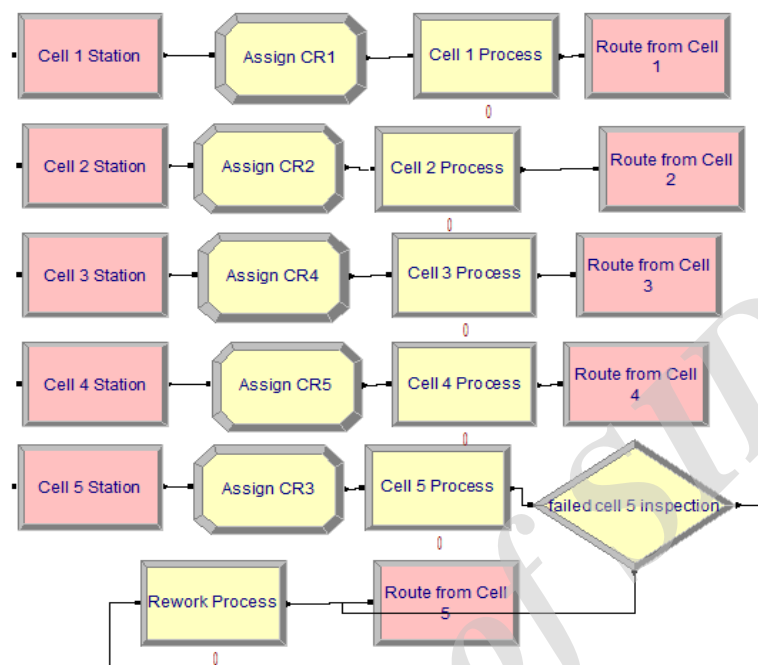 Cell 1 Station
Assign CR1
Cell 1 Process
Route from Cell
1
0
Cell 2 Station
Assign CR2
Cell 2 Process
Route from Cell
2
0
Cell 3 Station
Assign CR4
Cell 3 Process
Route from Cell
3
0
Cell 4 Station
Assign CR5
Cell 4 Process
Route from Cell
4
0
Cell 5 Station
Assign CR3
Cell 5 Process
failed cell 5 inspection
0
Rework Process
Route from Cell
5
0
of